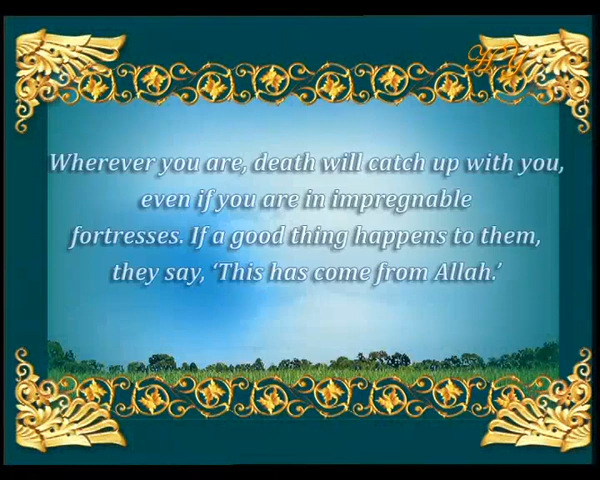 Wherever you are, death will catch up with you,
even if you are in impregnable
fortresses. If a good thing happens to them,
they say, ‘This has come from Allah.’